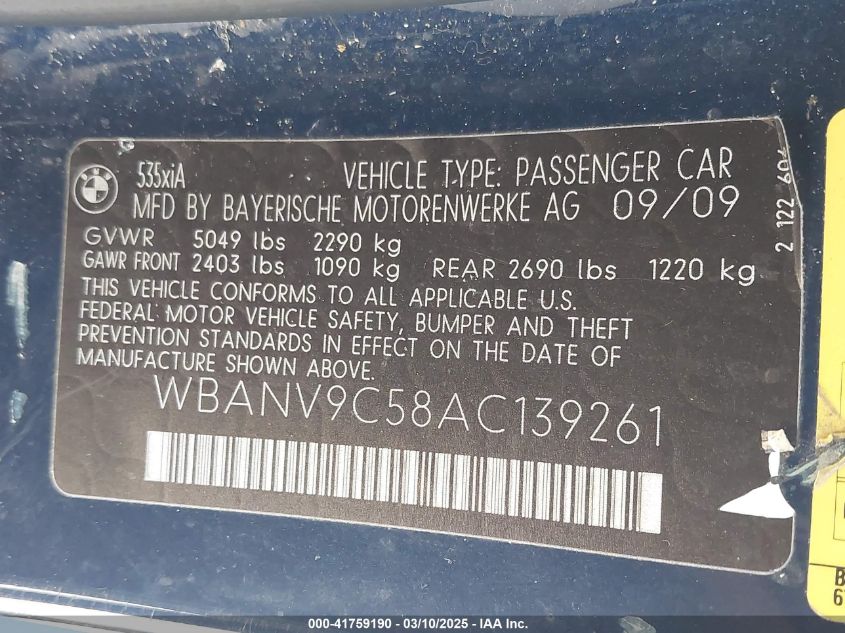 535xiA VEHICLE TYPE: PASSENGER CAR
MFD BY BAYERISCHE MOTORENWERKE AG 09/09
GVWR 5049 lbs 2290 kg
GAWR FRONT 2403 lbs 1090 kg REAR 2690 lbs 1220 kg
THIS VEHICLE CONFORMS TO ALL APPLICABLE U.S.
FEDERAL MOTOR VEHICLE SAFETY, BUMPER AND THEFT
PREVENTION STANDARDS IN EFFECT ON THE DATE OF
MANUFACTURE SHOWN ABOVE.
WBANV9C58AC139261
2 122 604
000-41759190 - 03/10/2025 - IAA Inc.